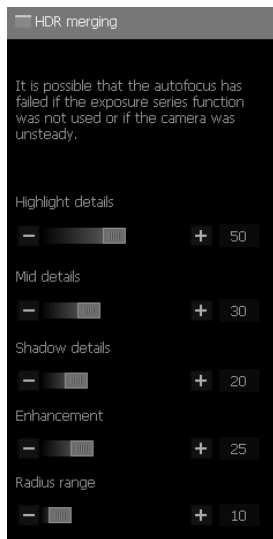 HDR merging
It is possible that the autofocus has
failed if the exposure series function
was not used or if the camera was
unsteady.
Highlight details
− + 50
Mid details
− + 30
Shadow details
− + 20
Enhancement
− + 25
Radius range
− + 10